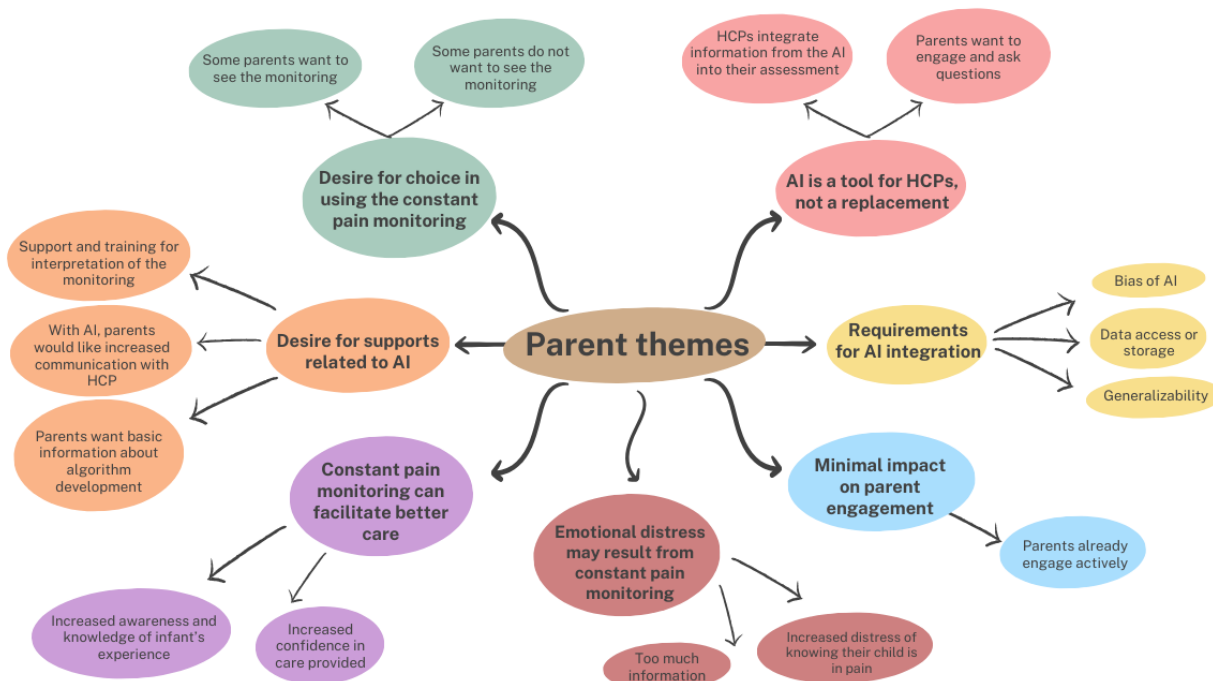 Some parents want to
see the monitoring
Some parents do not
want to see the
monitoring
HCPs integrate
information from the AI
into their assessment
Parents want to
engage and ask
questions
Desire for choice in
using the constant
pain monitoring
AI is a tool for HCPs,
not a replacement
Support and training for
interpretation of the
monitoring
With AI, parents
would like increased
communication with
HCP
Parents want basic
information about
algorithm
development
Desire for supports
related to AI
Parent themes
Requirements
for AI integration
Bias of AI
Data access or
storage
Generalizability
Constant pain
monitoring can
facilitate better
care
Increased awareness and
knowledge of infant's
experience
Increased
confidence in
care provided
Emotional distress
may result from
constant pain
monitoring
Too much
information
Increased distress of
knowing their child is
in pain
Minimal impact
on parent
engagement
Parents already
engage actively